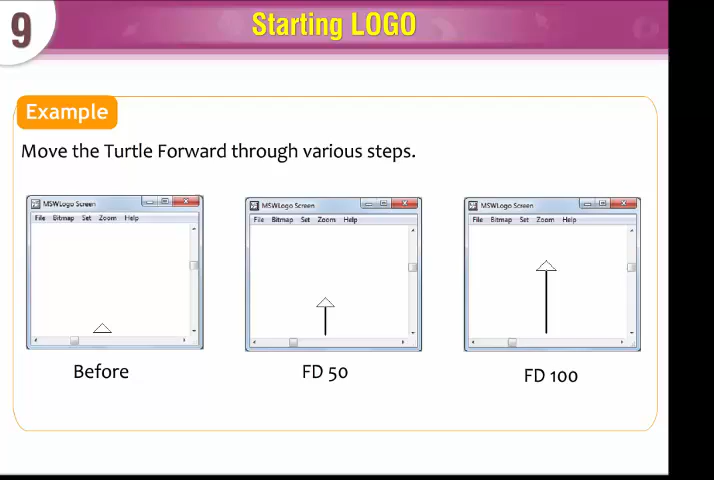 9
Starting LOGO
Example
Move the Turtle Forward through various steps.
MSWLogo Screen
File Bitmap Set Zoom Help
Before
MSWLogo Screen
File Bitmap Set Zoom Help
FD 50
MSWLogo Screen
File Bitmap Set Zoom Help
FD 100